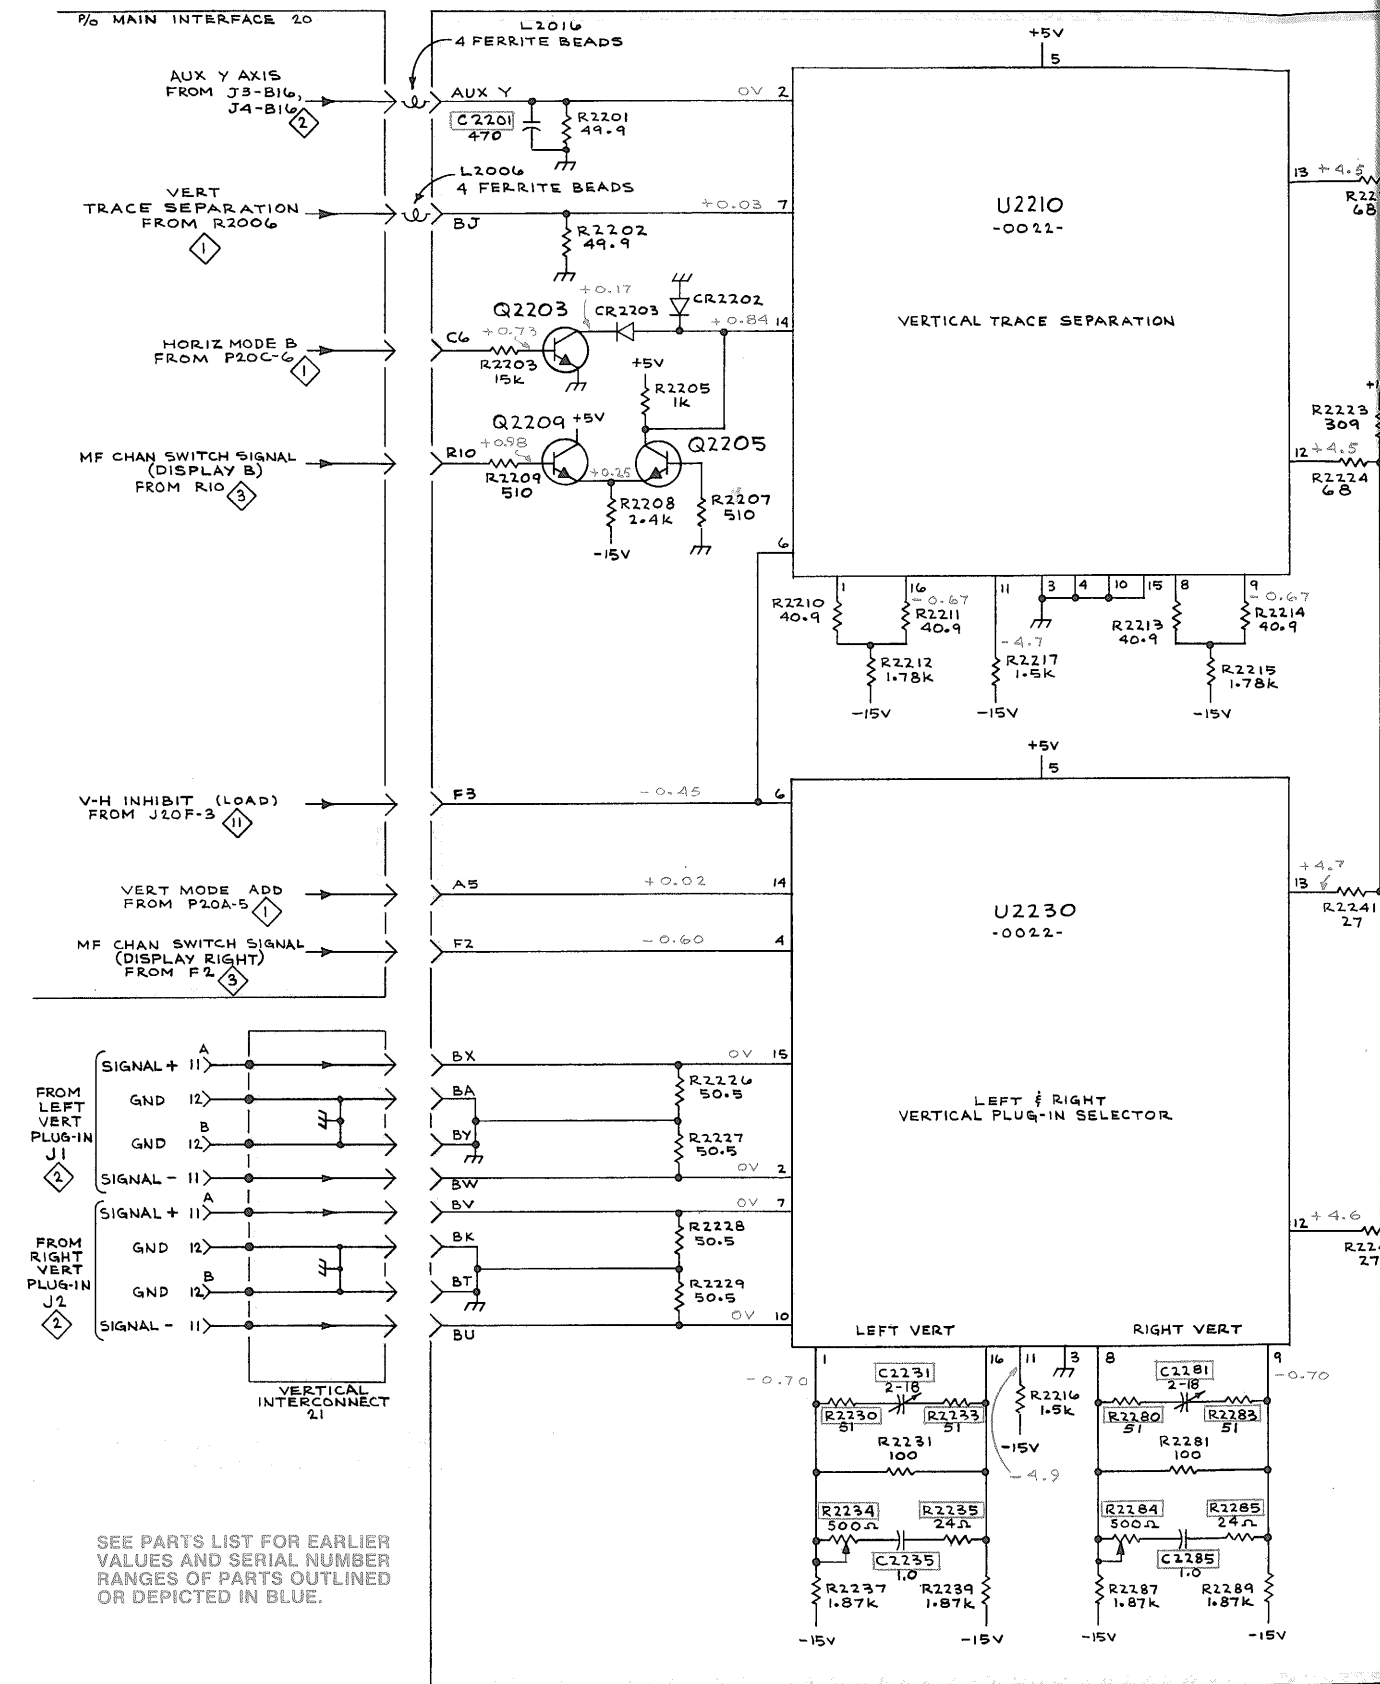 P/O MAIN INTERFACE 20
L2016
4 FERRITE BEADS
+5V
5
AUX Y AXIS
FROM J3-B16,
J4-B16
2
AUX Y
0V 2
C2201
470
R2201
49.9
L2006
4 FERRITE BEADS
VERT
TRACE SEPARATION
FROM R2006
1
BJ
+0.03 7
R2202
49.9
U2210
-0022-
VERTICAL TRACE SEPARATION
13 +4.5
R22
68
+0.17
Q2203
CR2203
CR2202
+0.84 14
HORIZ MODE B
FROM P20C-6
1
C6
+0.73
R2203
15K
+5V
R2205
1K
Q2209 +5V
Q2205
MF CHAN SWITCH SIGNAL
(DISPLAY B)
FROM R10
3
R10
+0.98
R2209
510
+0.25
R2208
2.4K
-15V
R2207
510
R2223
309
12 +4.5
R2224
68
6
1
16
11
3
4
10
15
8
9
R2210
40.9
-0.67
R2211
40.9
-4.7
R2217
1.5K
R2212
1.78K
R2213
40.9
-0.67
R2214
40.9
R2215
1.78K
-15V
-15V
-15V
+5V
5
V-H INHIBIT (LOAD)
FROM J20F-3
11
F3
-0.45
6
VERT MODE ADD
FROM P20A-5
1
A5
+0.02
14
MF CHAN SWITCH SIGNAL
(DISPLAY RIGHT)
FROM F2
3
F2
-0.60
4
U2230
-0022-
LEFT & RIGHT
VERTICAL PLUG-IN SELECTOR
+4.7
13
R2241
27
12 +4.6
R22
27
FROM
LEFT
VERT
PLUG-IN
J1
2
A
SIGNAL + 11
GND 12
B
GND 12
SIGNAL - 11
BX
BA
BY
BW
0V 15
R2226
50.5
R2227
50.5
0V 2
FROM
RIGHT
VERT
PLUG-IN
J2
2
A
SIGNAL + 11
GND 12
B
GND 12
SIGNAL - 11
BV
BK
BT
BU
0V 7
R2228
50.5
R2229
50.5
0V 10
VERTICAL
INTERCONNECT
21
LEFT VERT
RIGHT VERT
1
16
11
3
8
9
-0.70
-0.70
C2231
2-18
R2230
51
R2233
51
R2231
100
R2216
1.5K
-15V
-4.9
C2281
2-18
R2280
51
R2283
51
R2281
100
R2234
500Ω
R2235
24Ω
C2235
1.0
R2284
500Ω
R2285
24Ω
C2285
1.0
R2237
1.87K
R2239
1.87K
R2287
1.87K
R2289
1.87K
-15V
-15V
-15V
-15V
SEE PARTS LIST FOR EARLIER
VALUES AND SERIAL NUMBER
RANGES OF PARTS OUTLINED
OR DEPICTED IN BLUE.